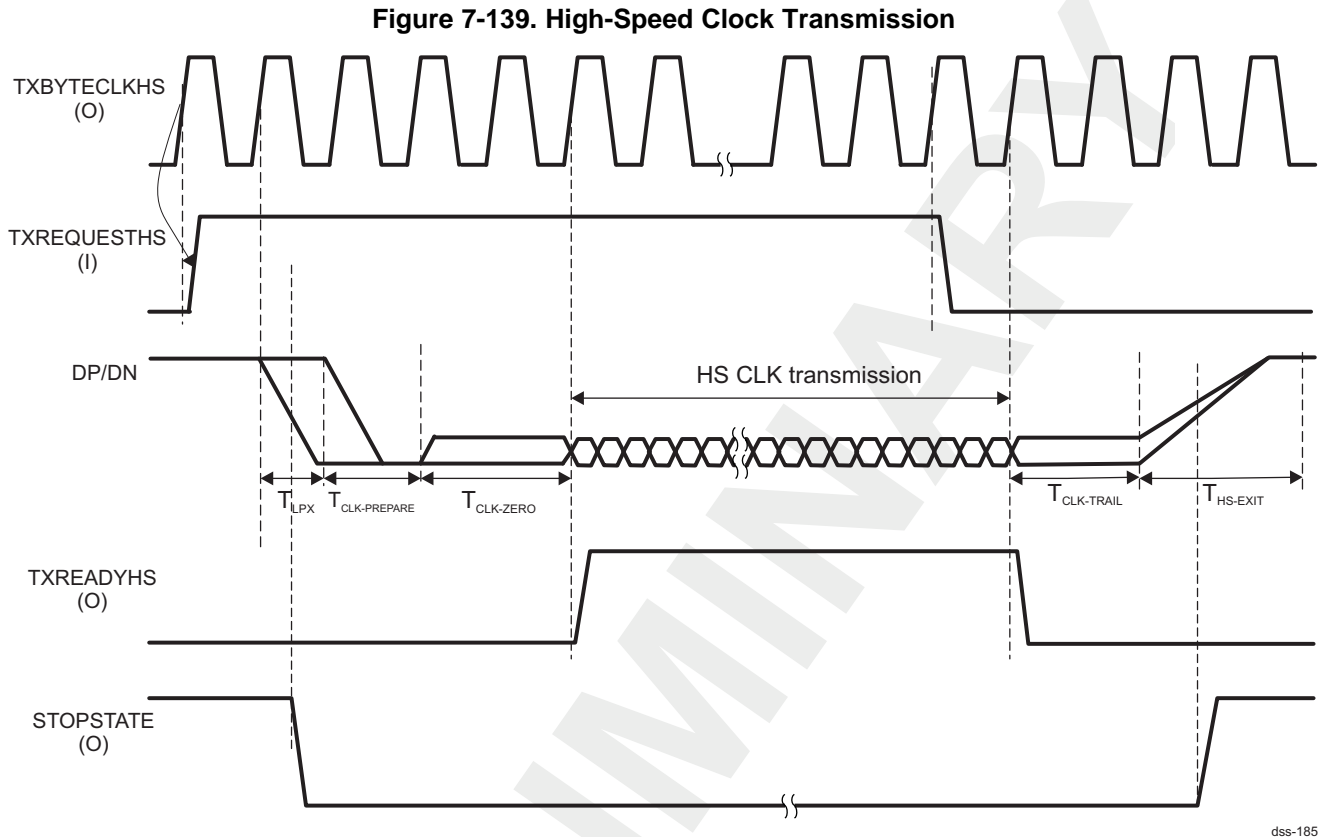 Figure 7-139. High-Speed Clock Transmission
TXBYTECLKHS
(O)
TXREQUESTHS
(I)
DP/DN
HS CLK transmission
TLPX
TCLK-PREPARE
TCLK-ZERO
TCLK-TRAIL
THS-EXIT
TXREADYHS
(O)
STOPSTATE
(O)
dss-185
MINARY